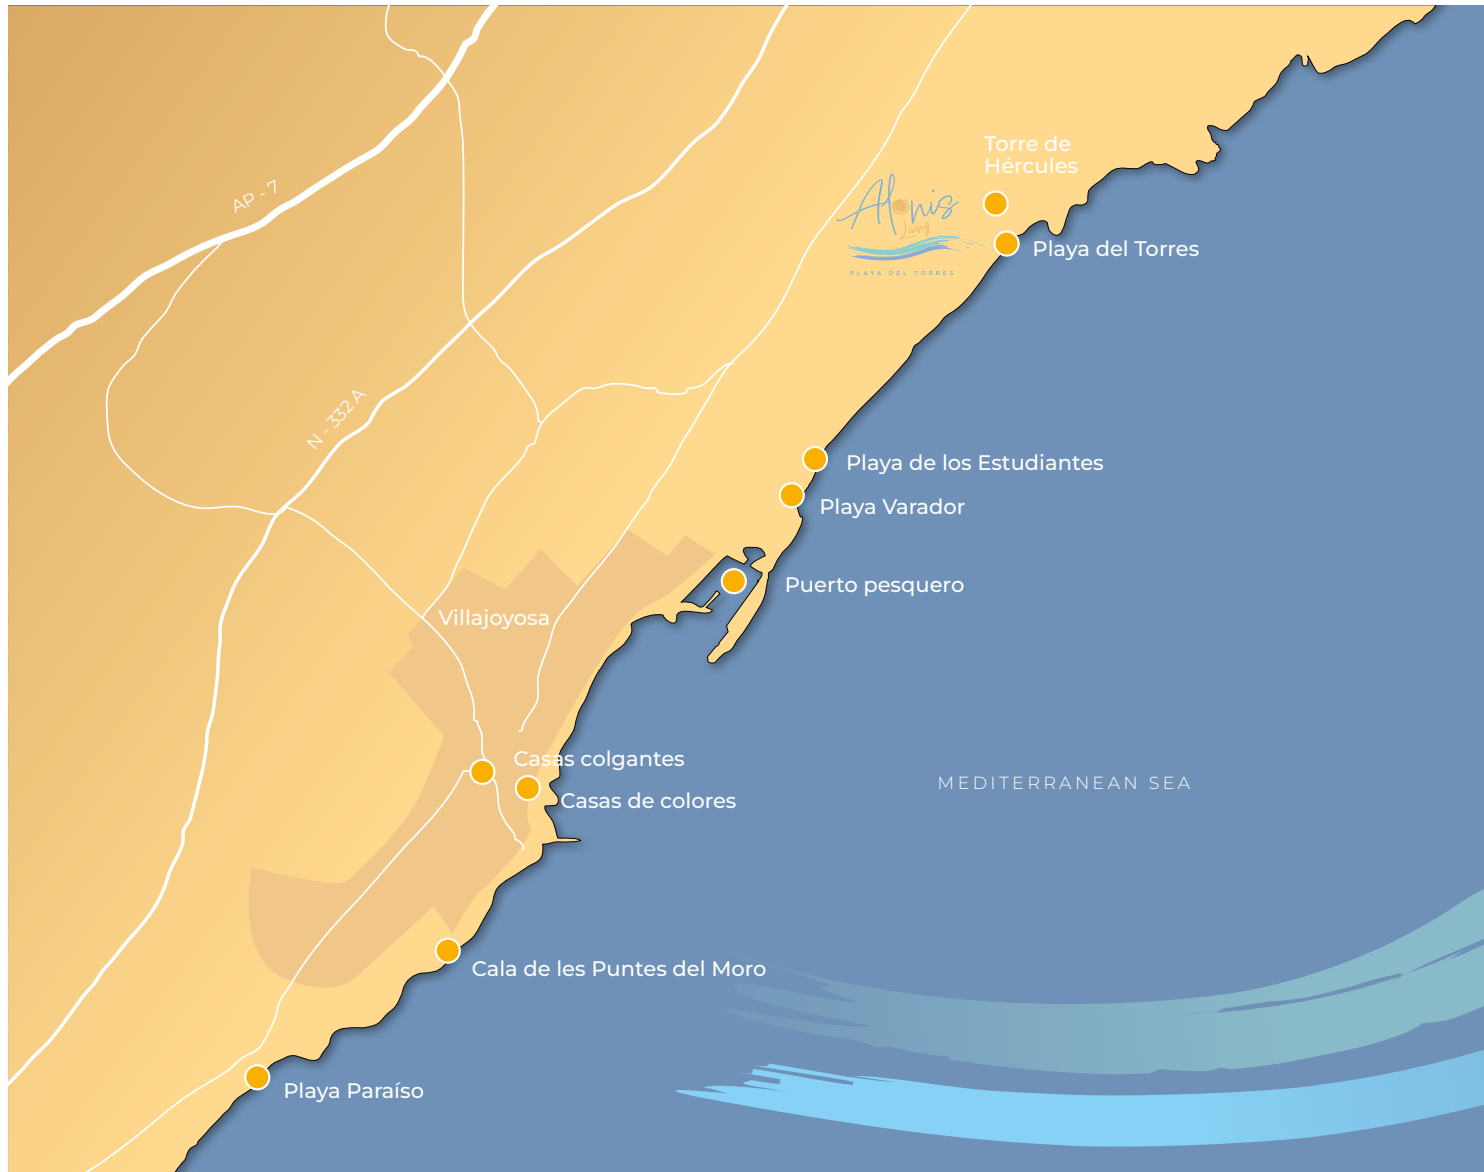 AP - 7
Torre de
Hércules
Alonis
Living
PLAYA DEL TORRES
Playa del Torres
N - 332 A
Playa de los Estudiantes
Playa Varador
Puerto pesquero
Villajoyosa
Casas colgantes
Casas de colores
MEDITERRANEAN SEA
Cala de les Puntes del Moro
Playa Paraíso